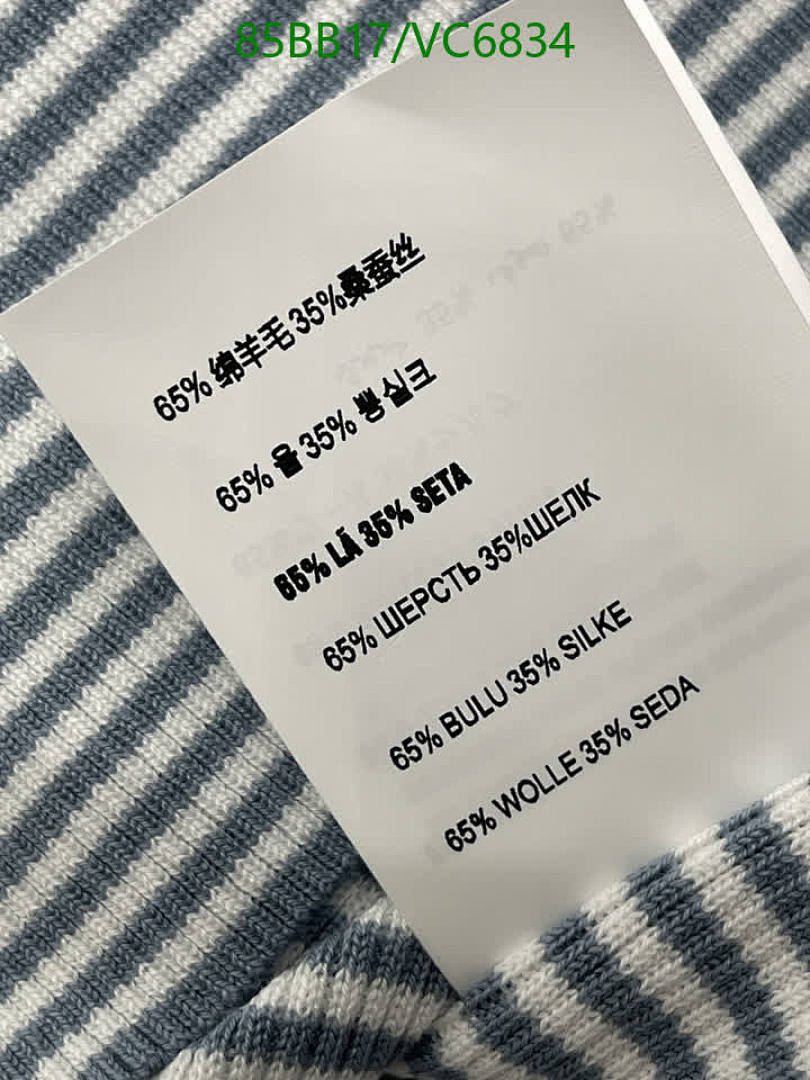 85BB17/VC6834
65% 绵羊毛 35%桑蚕丝
65% 울 35% 뽕실크
65% LÃ 35% SETA
65% ШЕРСТЬ 35%ШЕЛК
65% BULU 35% SILKE
65% WOLLE 35% SEDA